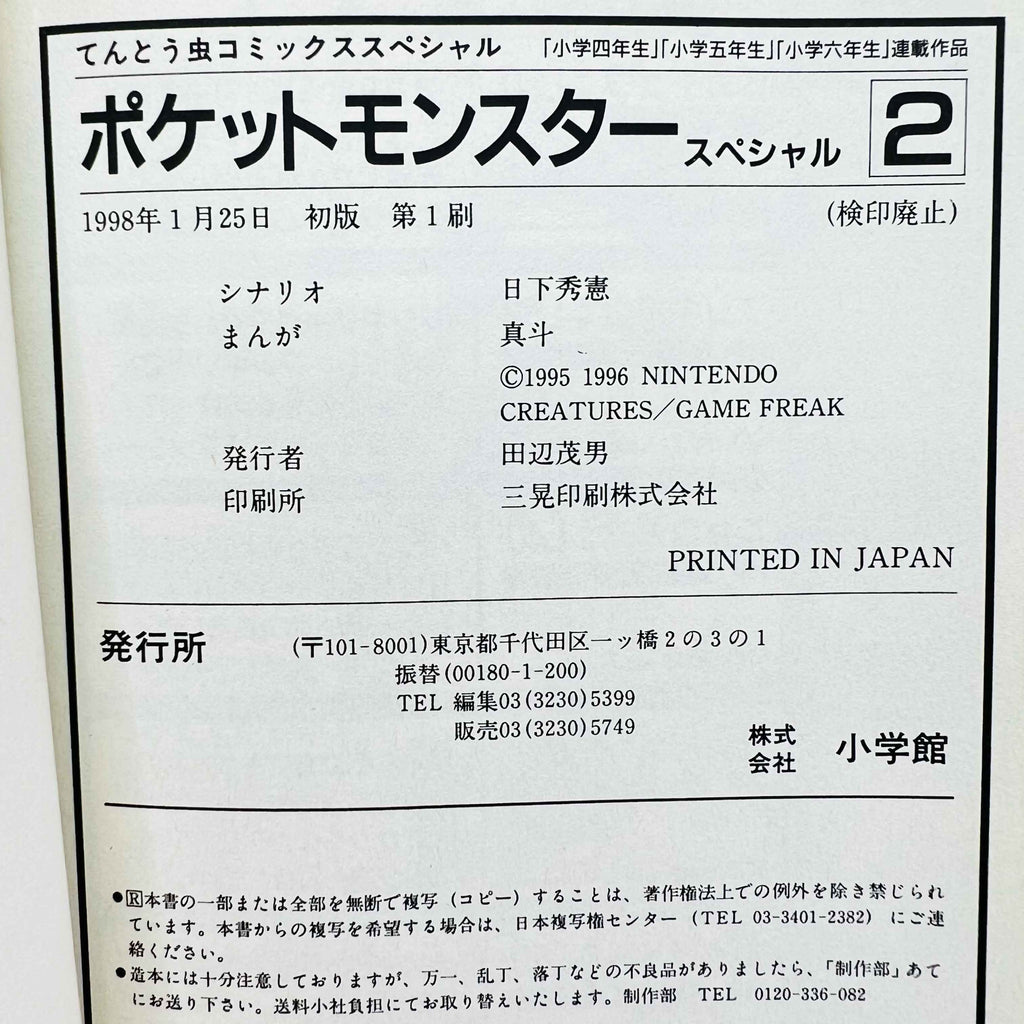 てんとう虫コミックススペシャル 「小学四年生」「小学五年生」「小学六年生」連載作品
ポケットモンスタースペシャル 2
1998年1月25日 初版 第1刷 (検印廃止)
シナリオ 日下秀憲
まんが 真斗
©1995 1996 NINTENDO
CREATURES/GAME FREAK
発行者 田辺茂男
印刷所 三晃印刷株式会社
PRINTED IN JAPAN
発行所 (〒101-8001)東京都千代田区一ッ橋2の3の1
振替(00180-1-200)
TEL 編集03(3230)5399
販売03(3230)5749
株式会社 小学館
●Ⓡ本書の一部または全部を無断で複写(コピー)することは、著作権法上での例外を除き禁じられ
ています。本書からの複写を希望する場合は、日本複写権センター(TEL 03-3401-2382)にご連
絡ください。
●造本には十分注意しておりますが、万一、乱丁、落丁などの不良品がありましたら、「制作部」あて
にお送り下さい。送料小社負担にてお取り替えいたします。制作部 TEL 0120-336-082